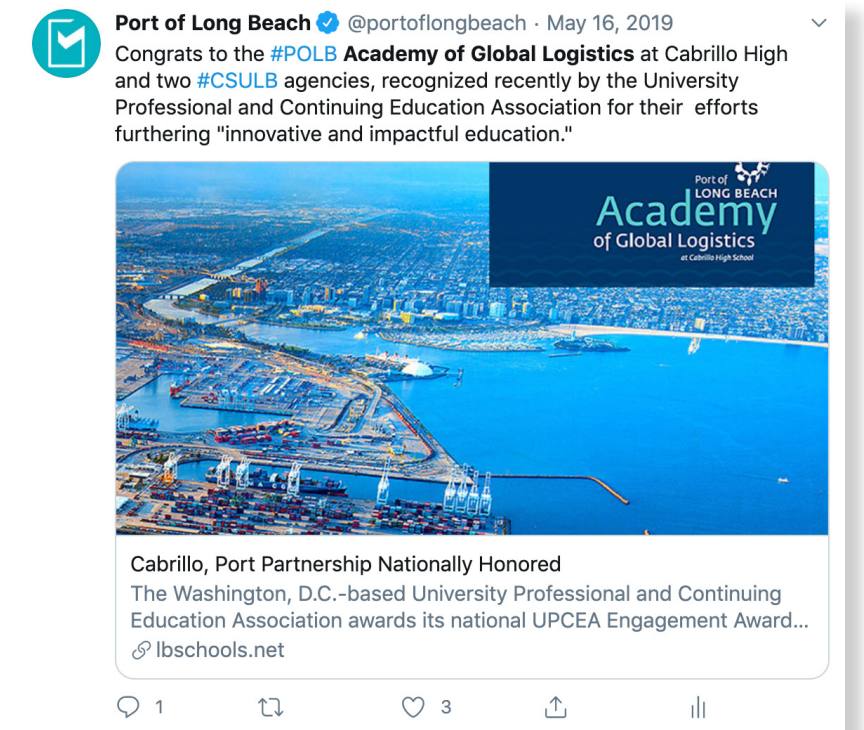 Port of Long Beach @portoflongbeach · May 16, 2019
Congrats to the #POLB Academy of Global Logistics at Cabrillo High
and two #CSULB agencies, recognized recently by the University
Professional and Continuing Education Association for their  efforts
furthering "innovative and impactful education."
Port of
LONG BEACH
Academy
of Global Logistics
at Cabrillo High School
Cabrillo, Port Partnership Nationally Honored
The Washington, D.C.-based University Professional and Continuing
Education Association awards its national UPCEA Engagement Award...
lbschools.net
1 3